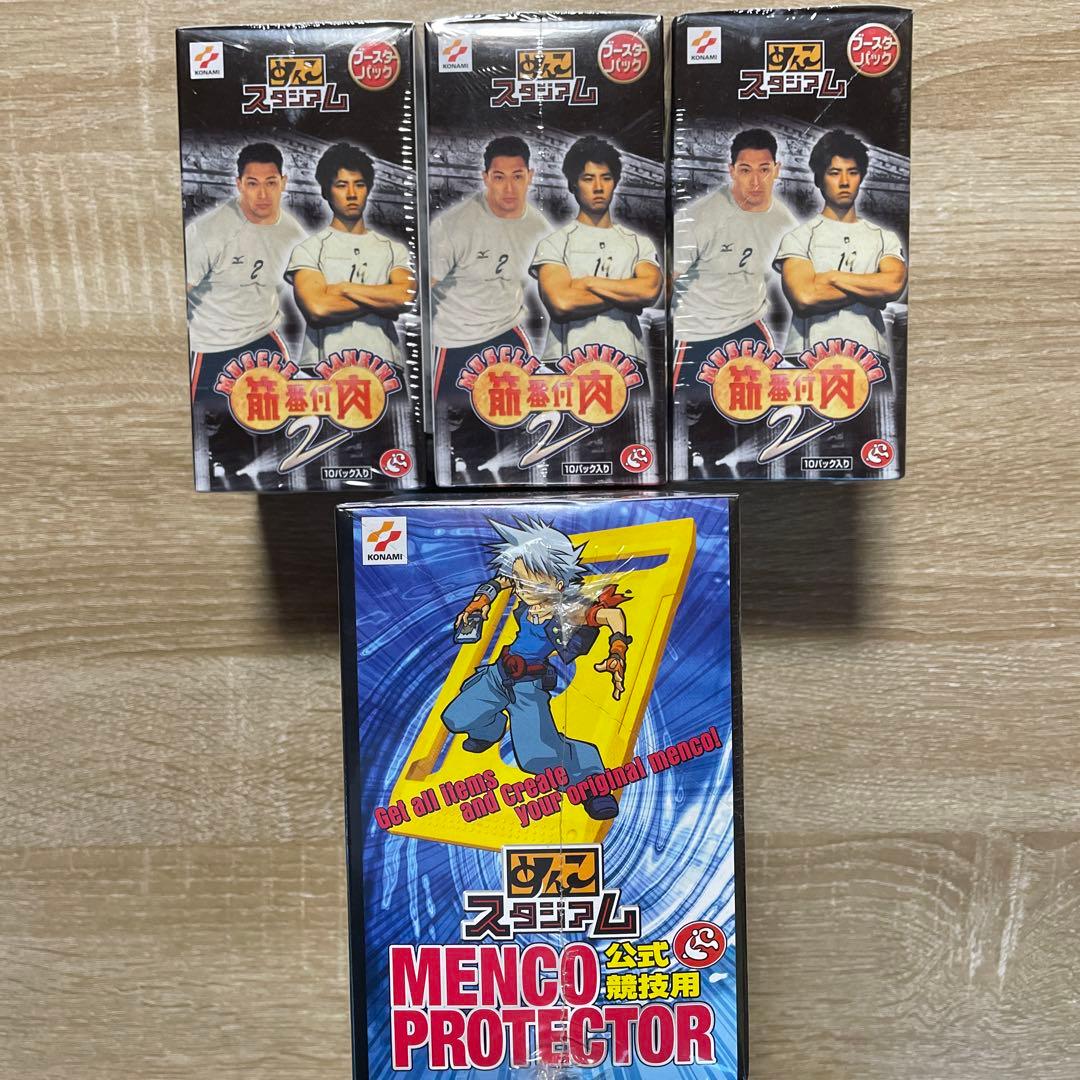 KONAMI
めんこ
スタジアム
ブースター
パック
2
19
MUSCLE RANKING
筋番付肉
2
10パック入り
KONAMI
めんこ
スタジアム
ブースター
パック
2
19
MUSCLE RANKING
筋番付肉
2
10パック入り
KONAMI
めんこ
スタジアム
ブースター
パック
2
19
MUSCLE RANKING
筋番付肉
2
10パック入り
KONAMI
Get all items
and Create
your original menco!
めんこ
スタジアム
MENCO
公式
競技用
PROTECTOR